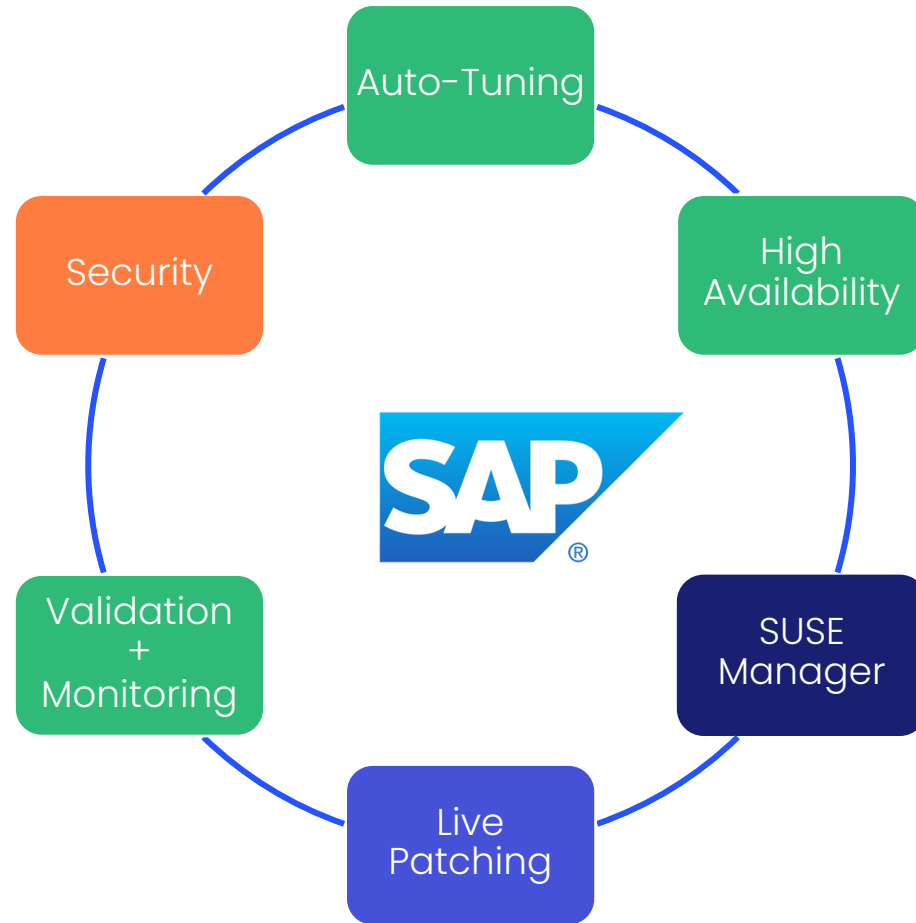 Auto-Tuning
Security
High
Availability
SAP
®
Validation
+
Monitoring
SUSE
Manager
Live
Patching